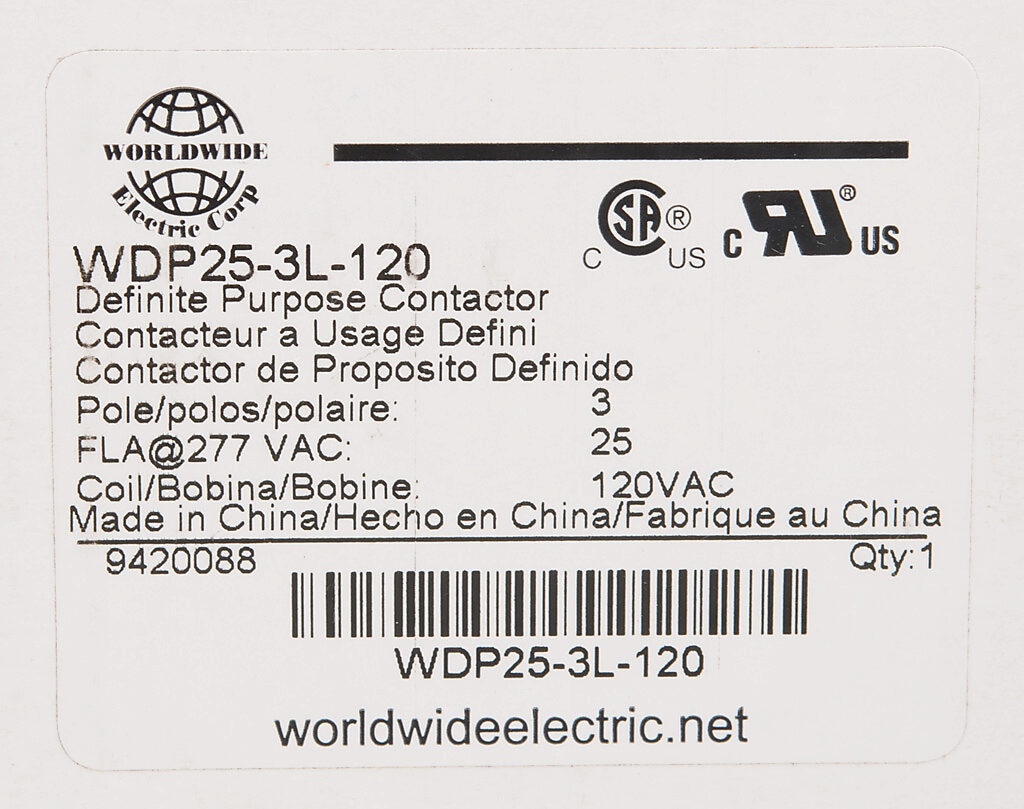 WORLDWIDE
Electric Corp
C SA ® US
C RU ® US
WDP25-3L-120
Definite Purpose Contactor
Contacteur a Usage Defini
Contactor de Proposito Definido
Pole/polos/polaire: 3
FLA@277 VAC: 25
Coil/Bobina/Bobine: 120VAC
Made in China/Hecho en China/Fabrique au China
9420088 Qty:1
WDP25-3L-120
worldwideelectric.net